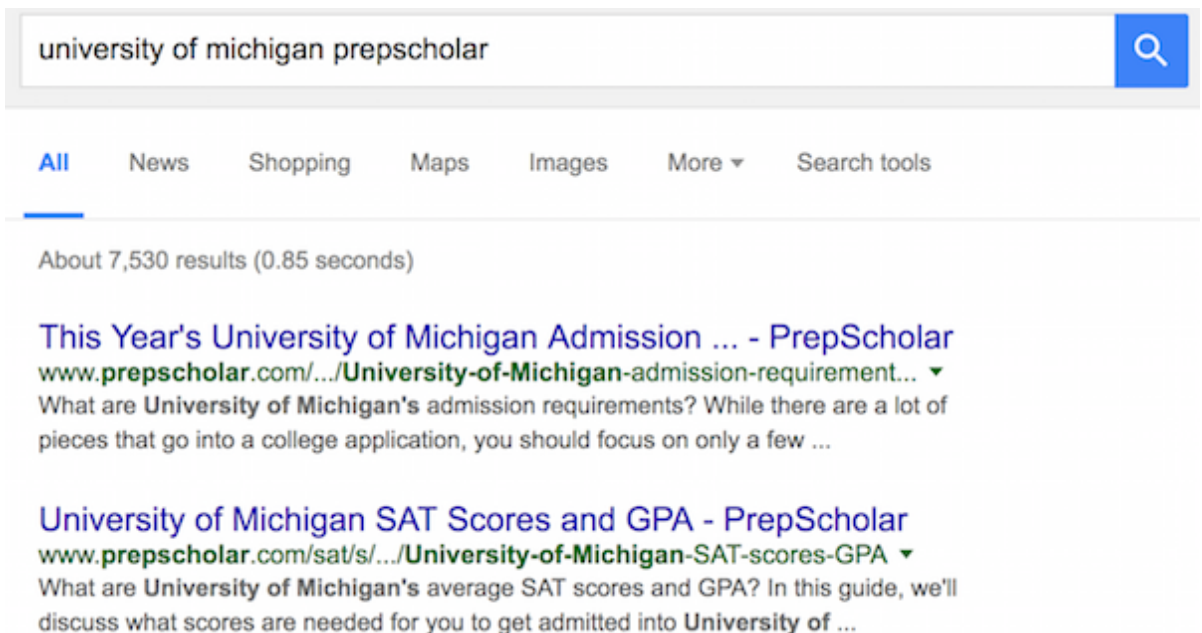 university of michigan prepscholar
All News Shopping Maps Images More Search tools
About 7,530 results (0.85 seconds)
This Year's University of Michigan Admission ... - PrepScholar
www.prepscholar.com/.../University-of-Michigan-admission-requirement...
What are University of Michigan's admission requirements? While there are a lot of
pieces that go into a college application, you should focus on only a few ...
University of Michigan SAT Scores and GPA - PrepScholar
www.prepscholar.com/sat/s/.../University-of-Michigan-SAT-scores-GPA
What are University of Michigan's average SAT scores and GPA? In this guide, we'll
discuss what scores are needed for you to get admitted into University of ...